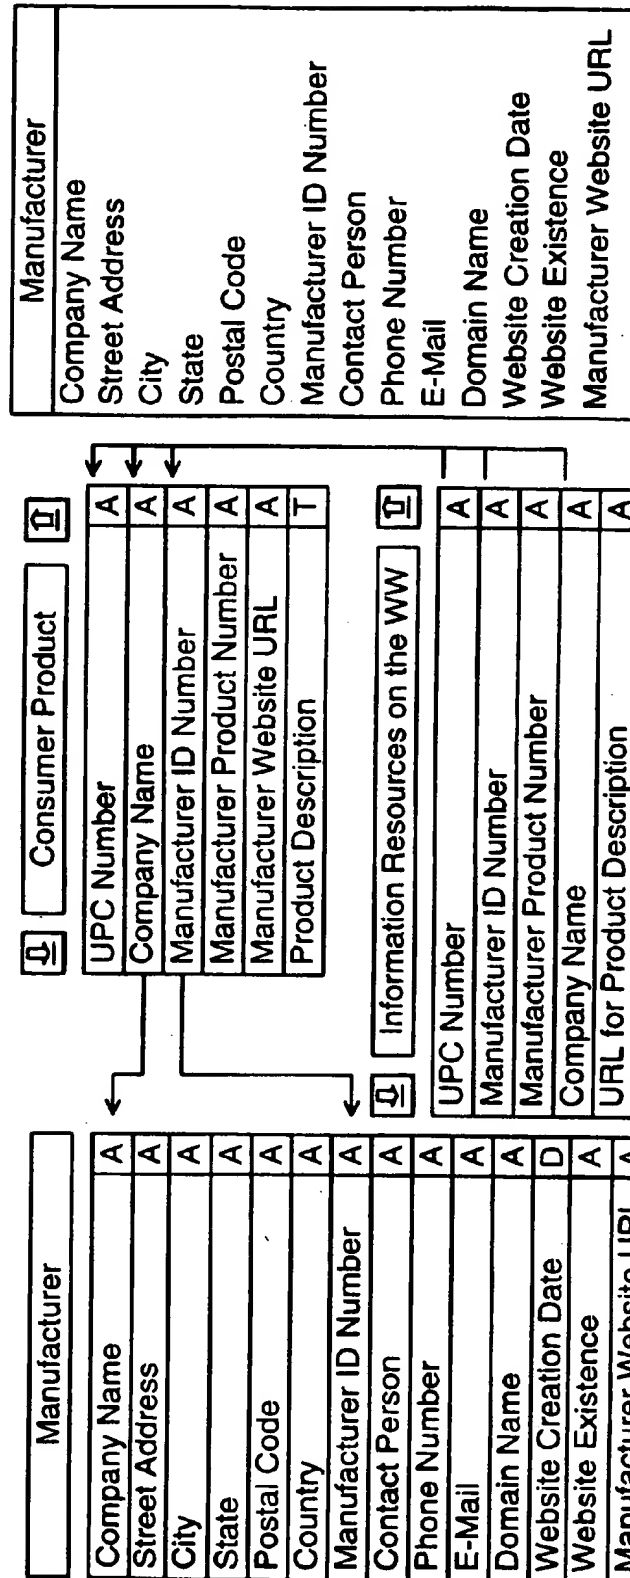 Manufacturer
Company Name A
Street Address A
City A
State A
Postal Code A
Country A
Manufacturer ID Number A
Contact Person A
Phone Number A
E-Mail A
Domain Name A
Website Creation Date D
Website Existence A
Manufacturer Website URL A
Consumer Product
UPC Number A
Company Name A
Manufacturer ID Number A
Manufacturer Product Number A
Manufacturer Website URL A
Product Description T
Information Resources on the WW
UPC Number A
Manufacturer ID Number A
Manufacturer Product Number A
Company Name A
URL for Product Description A
Manufacturer
Company Name
Street Address
City
State
Postal Code
Country
Manufacturer ID Number
Contact Person
Phone Number
E-Mail
Domain Name
Website Creation Date
Website Existence
Manufacturer Website URL